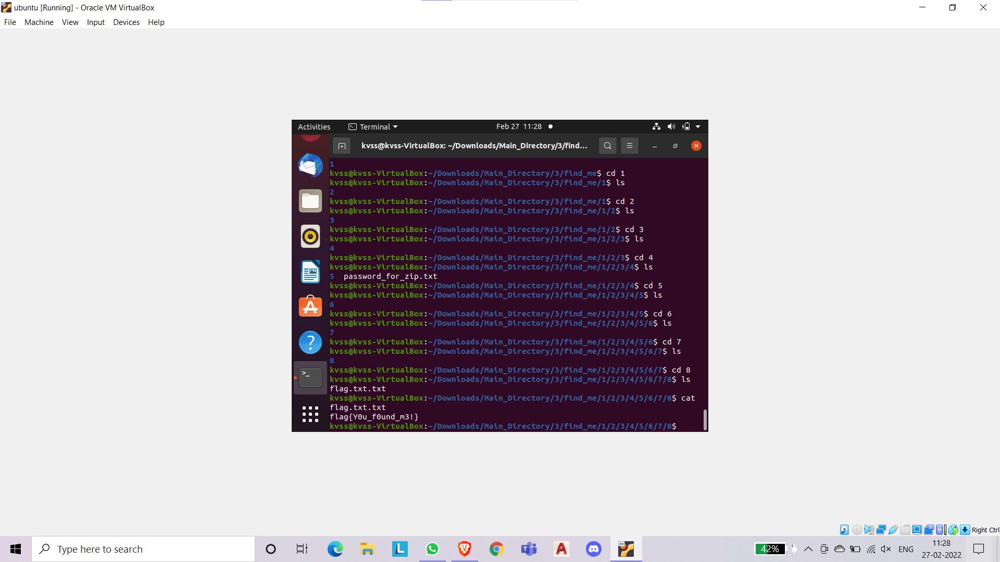 ubuntu [Running] - Oracle VM VirtualBox
File Machine View Input Devices Help
Activities Terminal Feb 27 11:28
kvss@kvss-VirtualBox: ~/Downloads/Main_Directory/3/find...
1
kvss@kvss-VirtualBox:~/Downloads/Main_Directory/3/find_me$ cd 1
kvss@kvss-VirtualBox:~/Downloads/Main_Directory/3/find_me/1$ ls
2
kvss@kvss-VirtualBox:~/Downloads/Main_Directory/3/find_me/1$ cd 2
kvss@kvss-VirtualBox:~/Downloads/Main_Directory/3/find_me/1/2$ ls
3
kvss@kvss-VirtualBox:~/Downloads/Main_Directory/3/find_me/1/2$ cd 3
kvss@kvss-VirtualBox:~/Downloads/Main_Directory/3/find_me/1/2/3$ ls
4
kvss@kvss-VirtualBox:~/Downloads/Main_Directory/3/find_me/1/2/3$ cd 4
kvss@kvss-VirtualBox:~/Downloads/Main_Directory/3/find_me/1/2/3/4$ ls
5  password_for_zip.txt
kvss@kvss-VirtualBox:~/Downloads/Main_Directory/3/find_me/1/2/3/4$ cd 5
kvss@kvss-VirtualBox:~/Downloads/Main_Directory/3/find_me/1/2/3/4/5$ ls
6
kvss@kvss-VirtualBox:~/Downloads/Main_Directory/3/find_me/1/2/3/4/5$ cd 6
kvss@kvss-VirtualBox:~/Downloads/Main_Directory/3/find_me/1/2/3/4/5/6$ ls
7
kvss@kvss-VirtualBox:~/Downloads/Main_Directory/3/find_me/1/2/3/4/5/6$ cd 7
kvss@kvss-VirtualBox:~/Downloads/Main_Directory/3/find_me/1/2/3/4/5/6/7$ ls
8
kvss@kvss-VirtualBox:~/Downloads/Main_Directory/3/find_me/1/2/3/4/5/6/7$ cd 8
kvss@kvss-VirtualBox:~/Downloads/Main_Directory/3/find_me/1/2/3/4/5/6/7/8$ ls
flag.txt.txt
kvss@kvss-VirtualBox:~/Downloads/Main_Directory/3/find_me/1/2/3/4/5/6/7/8$ cat
flag.txt.txt
flag{Y0u_f0und_m3!}
kvss@kvss-VirtualBox:~/Downloads/Main_Directory/3/find_me/1/2/3/4/5/6/7/8$
Right Ctrl
Type here to search
42%
ENG
11:28
27-02-2022